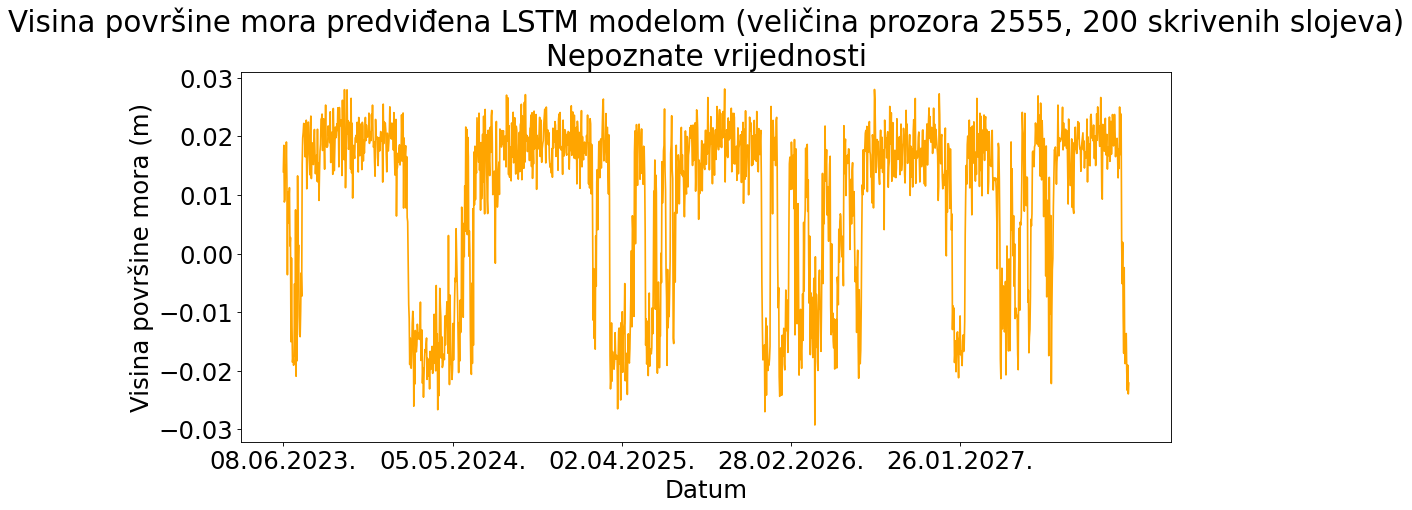 Visina površine mora predviđena LSTM modelom (veličina prozora 2555, 200 skrivenih slojeva)
Nepoznate vrijednosti
0.03
0.02
0.01
0.00
−0.01
−0.02
−0.03
Visina površine mora (m)
08.06.2023. 05.05.2024. 02.04.2025. 28.02.2026. 26.01.2027.
Datum